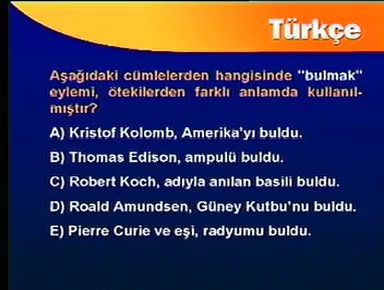 Türkçe
Aşağıdaki cümlelerden hangisinde "bulmak"
eylemi, ötekilerden farklı anlamda kullanıl-
mıştır?
A) Kristof Kolomb, Amerika'yı buldu.
B) Thomas Edison, ampulü buldu.
C) Robert Koch, adıyla anılan basili buldu.
D) Roald Amundsen, Güney Kutbu'nu buldu.
E) Pierre Curie ve eşi, radyumu buldu.